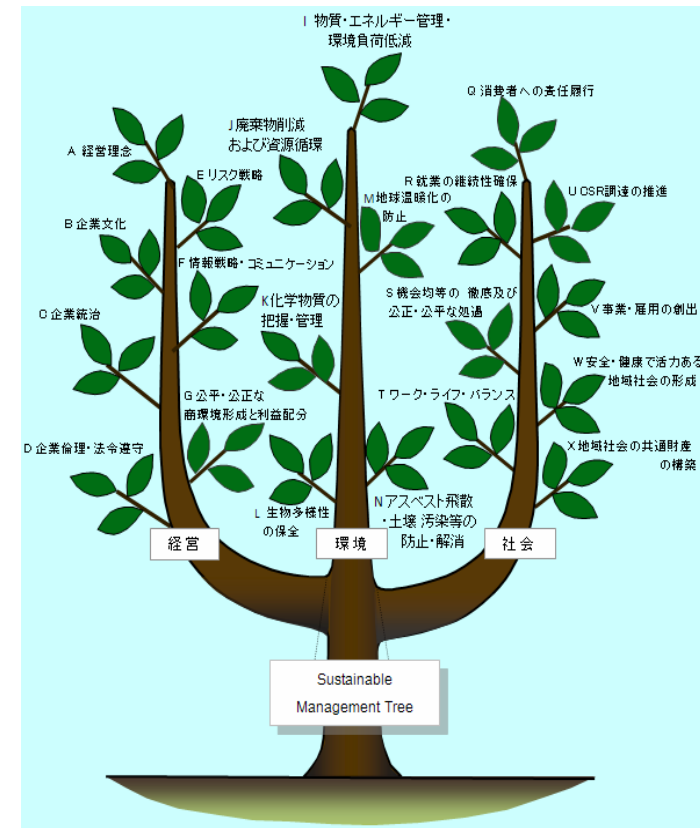 I 物質・エネルギー管理・
環境負荷低減
Q 消費者への責任履行
J 廃棄物削減
および資源循環
A 経営理念
E リスク戦略
R 就業の継続性確保
M 地球温暖化の
防止
U CSR調達の推進
B 企業文化
F 情報戦略・コミュニケーション
S 機会均等の 徹底及び
公正・公平な処遇
K 化学物質の
把握・管理
C 企業統治
V 事業・雇用の創出
W 安全・健康で活力ある
地域社会の形成
G 公平・公正な
商環境形成と利益配分
T ワーク・ライフ・バランス
D 企業倫理・法令遵守
X 地域社会の共通財産
の構築
L 生物多様性
の保全
N アスベスト飛散
・土壌 汚染等の
防止・解消
経営
環境
社会
Sustainable
Management Tree